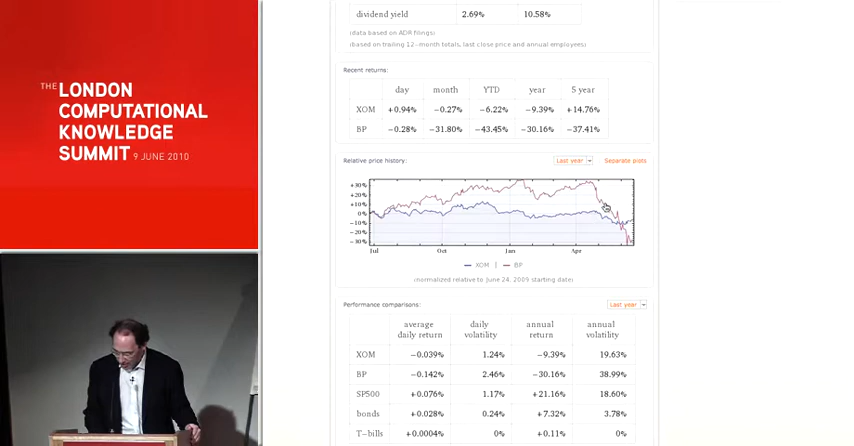 THE LONDON
COMPUTATIONAL
KNOWLEDGE
SUMMIT 9 JUNE 2010
dividend yield 2.69% 10.58%
(data based on ADR filings)
(based on trailing 12-month totals, last close price and annual employees)
Recent returns:
day month YTD year 5 year
XOM +0.94% −0.27% −6.22% −9.39% +14.76%
BP −0.28% −31.80% −43.45% −30.16% −37.41%
Relative price history: Last year Separate plots
+30%
+20%
+10%
0%
−10%
−20%
−30%
Jul Oct Jan Apr
XOM | BP
(normalized relative to June 24, 2009 starting date)
Performance comparisons: Last year
average daily annual annual
daily return volatility return volatility
XOM −0.039% 1.24% −9.39% 19.63%
BP −0.142% 2.46% −30.16% 38.99%
SP500 +0.076% 1.17% +21.16% 18.60%
bonds +0.028% 0.24% +7.32% 3.78%
T−bills +0.0004% 0% +0.11% 0%